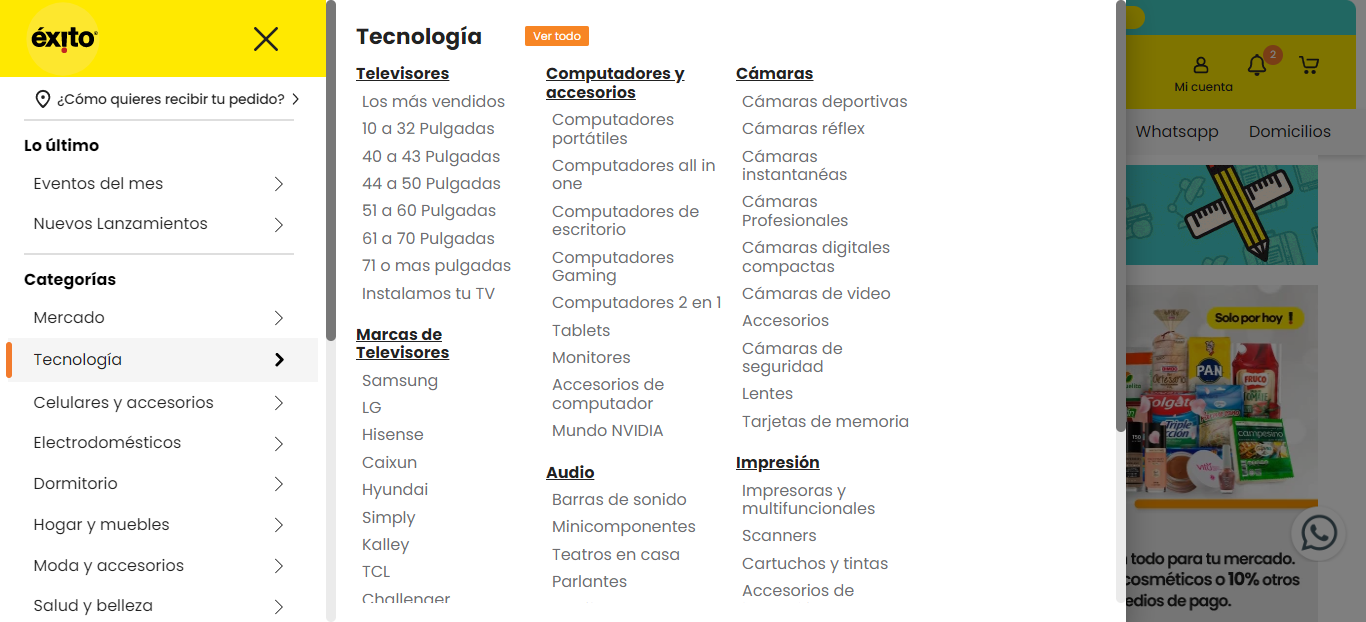 éxito
¿Cómo quieres recibir tu pedido?
Lo último
Eventos del mes
Nuevos Lanzamientos
Categorías
Mercado
Tecnología
Celulares y accesorios
Electrodomésticos
Dormitorio
Hogar y muebles
Moda y accesorios
Salud y belleza
Tecnología
Ver todo
Televisores
Los más vendidos
10 a 32 Pulgadas
40 a 43 Pulgadas
44 a 50 Pulgadas
51 a 60 Pulgadas
61 a 70 Pulgadas
71 o mas pulgadas
Instalamos tu TV
Marcas de
Televisores
Samsung
LG
Hisense
Caixun
Hyundai
Simply
Kalley
TCL
Challenger
Computadores y
accesorios
Computadores
portátiles
Computadores all in
one
Computadores de
escritorio
Computadores
Gaming
Computadores 2 en 1
Tablets
Monitores
Accesorios de
computador
Mundo NVIDIA
Audio
Barras de sonido
Minicomponentes
Teatros en casa
Parlantes
Cámaras
Cámaras deportivas
Cámaras réflex
Cámaras
instantanéas
Cámaras
Profesionales
Cámaras digitales
compactas
Cámaras de video
Accesorios
Cámaras de
seguridad
Lentes
Tarjetas de memoria
Impresión
Impresoras y
multifuncionales
Scanners
Cartuchos y tintas
Accesorios de
2
Mi cuenta
Whatsapp
Domicilios
Solo por hoy !
PAN
FRUCO
Colgate
Triple
Acción
CAMPESINO
todo para tu mercado.
cosméticos o 10% otros
edios de pago.